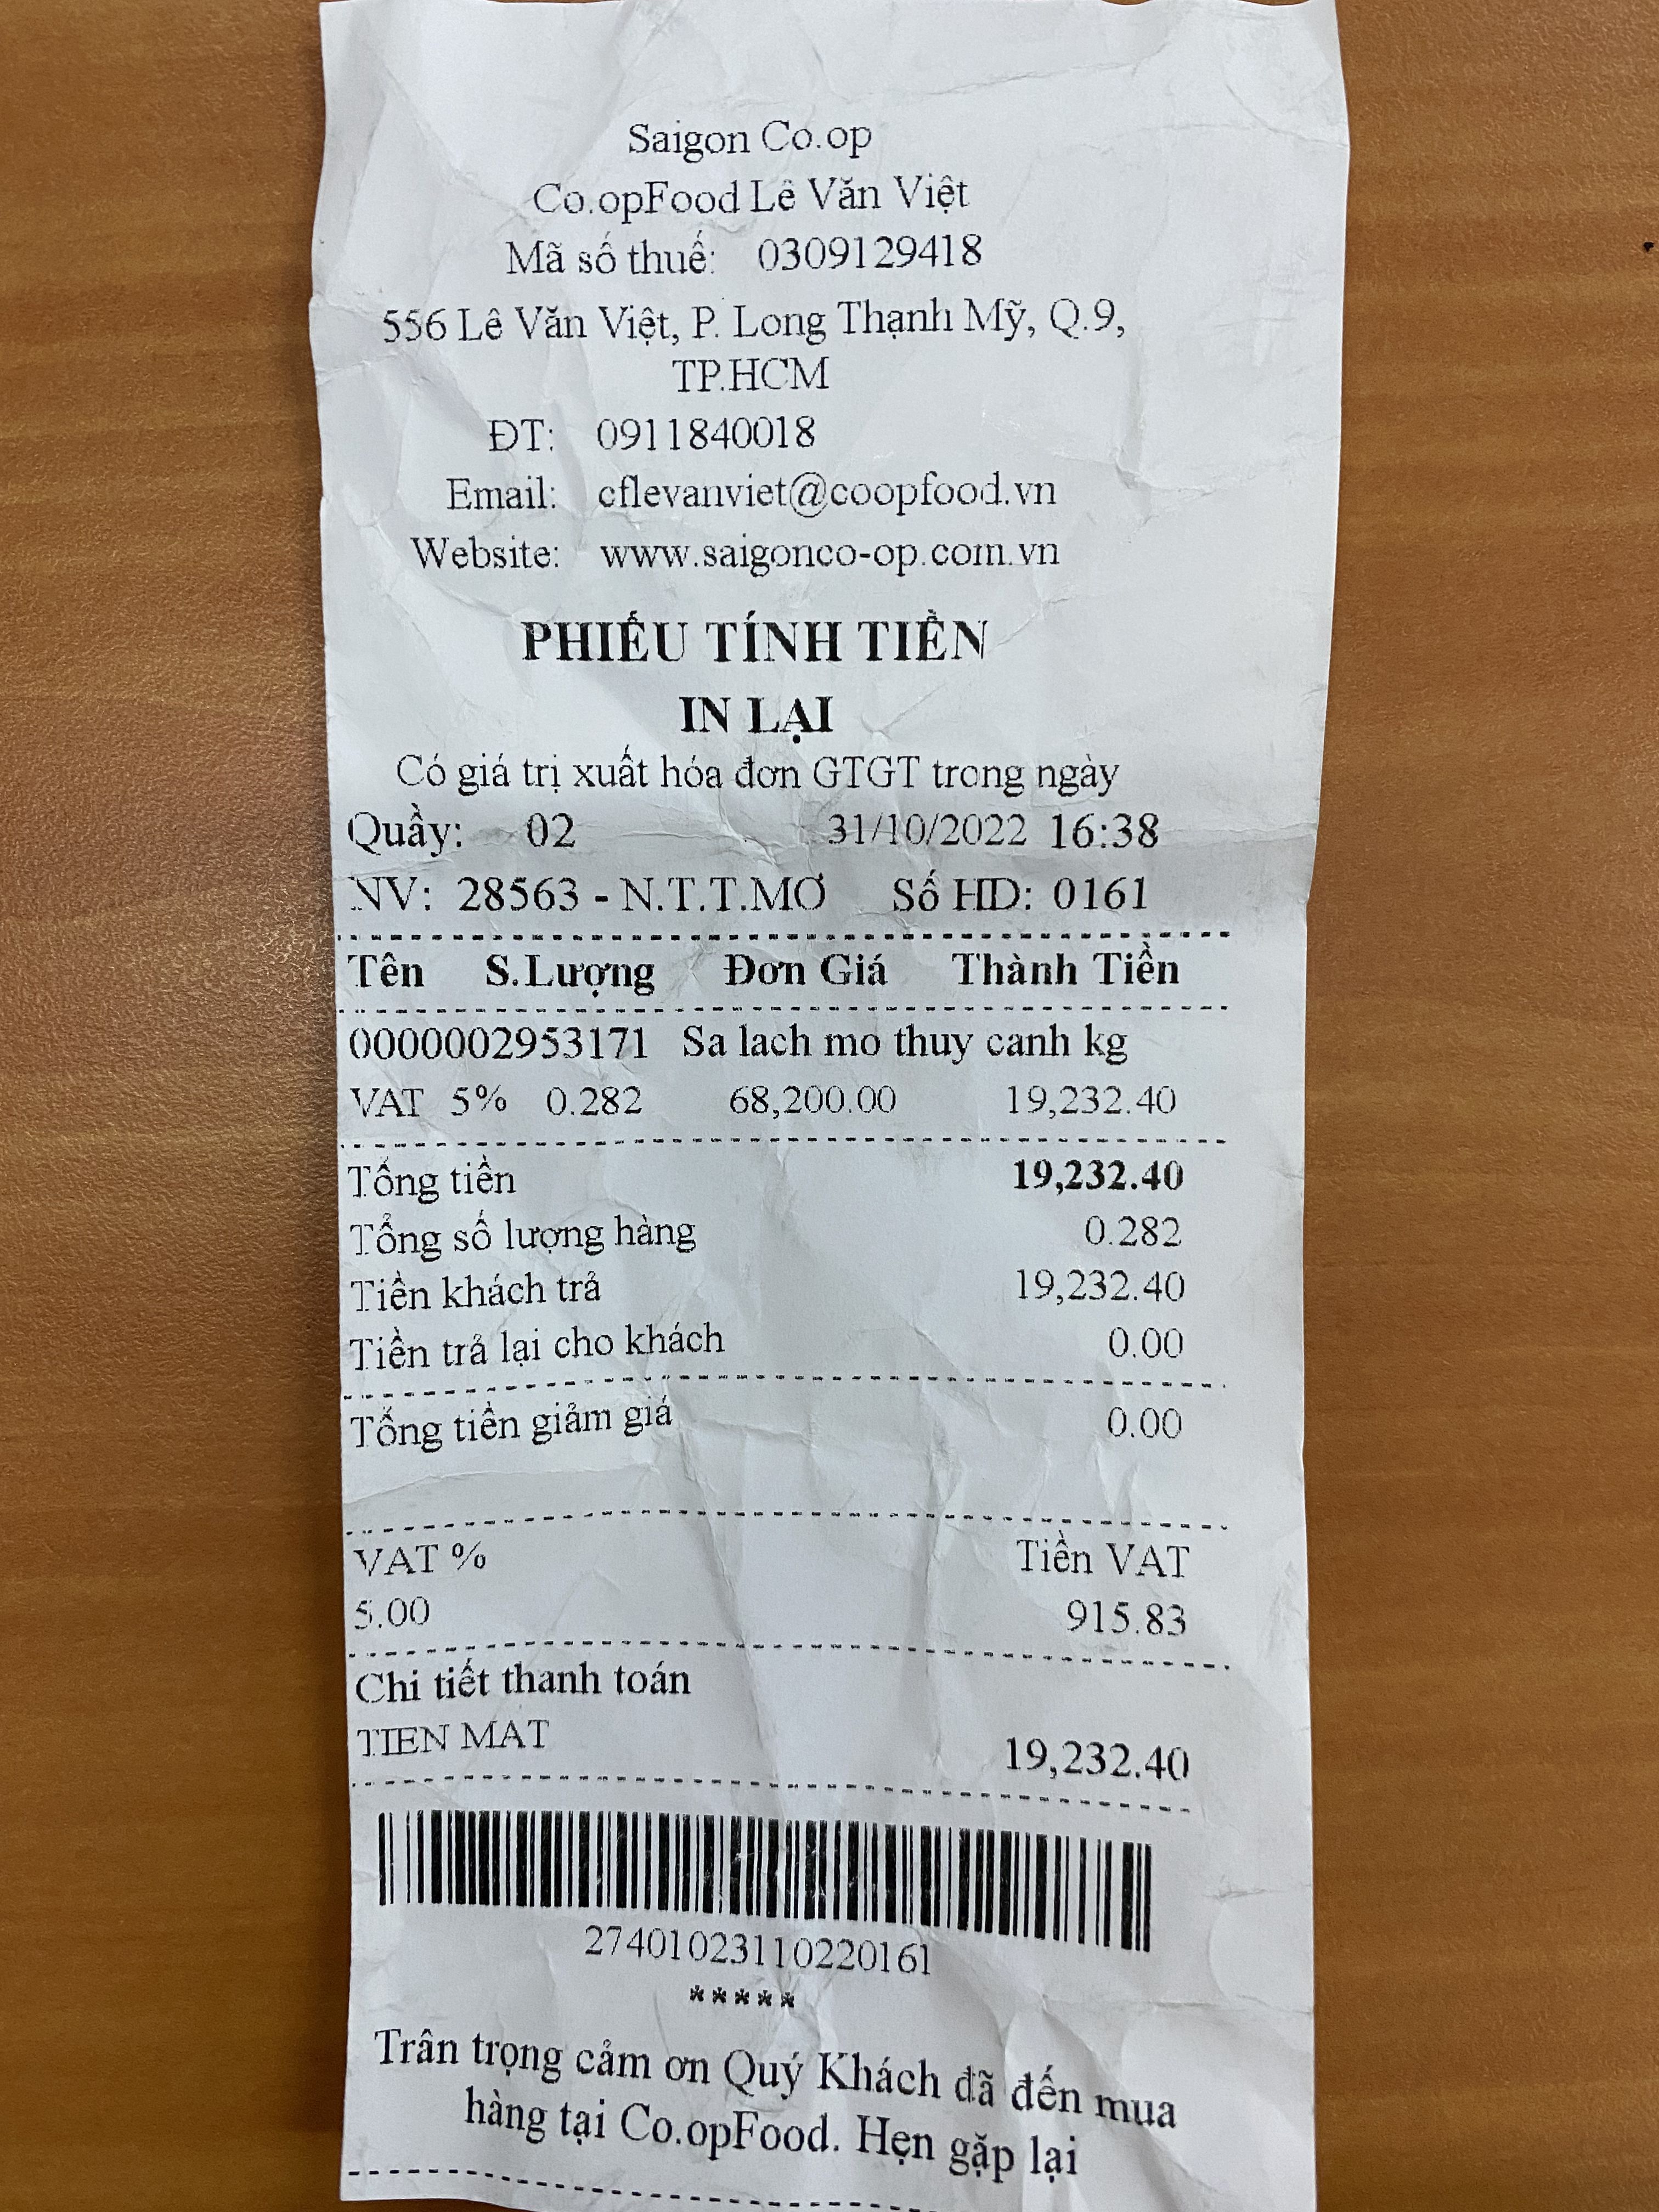 Saigon Co.op
Co.opFood Lê Văn Việt
Mã số thuế: 0309129418
556 Lê Văn Việt, P. Long Thạnh Mỹ, Q.9,
TP.HCM
ĐT: 0911840018
Email: cflevanviet@coopfood.vn
Website: www.saigonco-op.com.vn
PHIẾU TÍNH TIỀN
IN LẠI
Có giá trị xuất hóa đơn GTGT trong ngày
Quầy: 02 31/10/2022 16:38
NV: 28563 - N.T.T.MƠ Số HD: 0161
Tên S.Lượng Đơn Giá Thành Tiền
0000002953171 Sa lach mo thuy canh kg
VAT 5% 0.282 68,200.00 19,232.40
Tổng tiền 19,232.40
Tổng số lượng hàng 0.282
Tiền khách trả 19,232.40
Tiền trả lại cho khách 0.00
Tổng tiền giảm giá 0.00
VAT % Tiền VAT
5.00 915.83
Chi tiết thanh toán
TIEN MAT 19,232.40
27401023110220161
*****
Trân trọng cảm ơn Quý Khách đã đến mua
hàng tại Co.opFood. Hẹn gặp lại